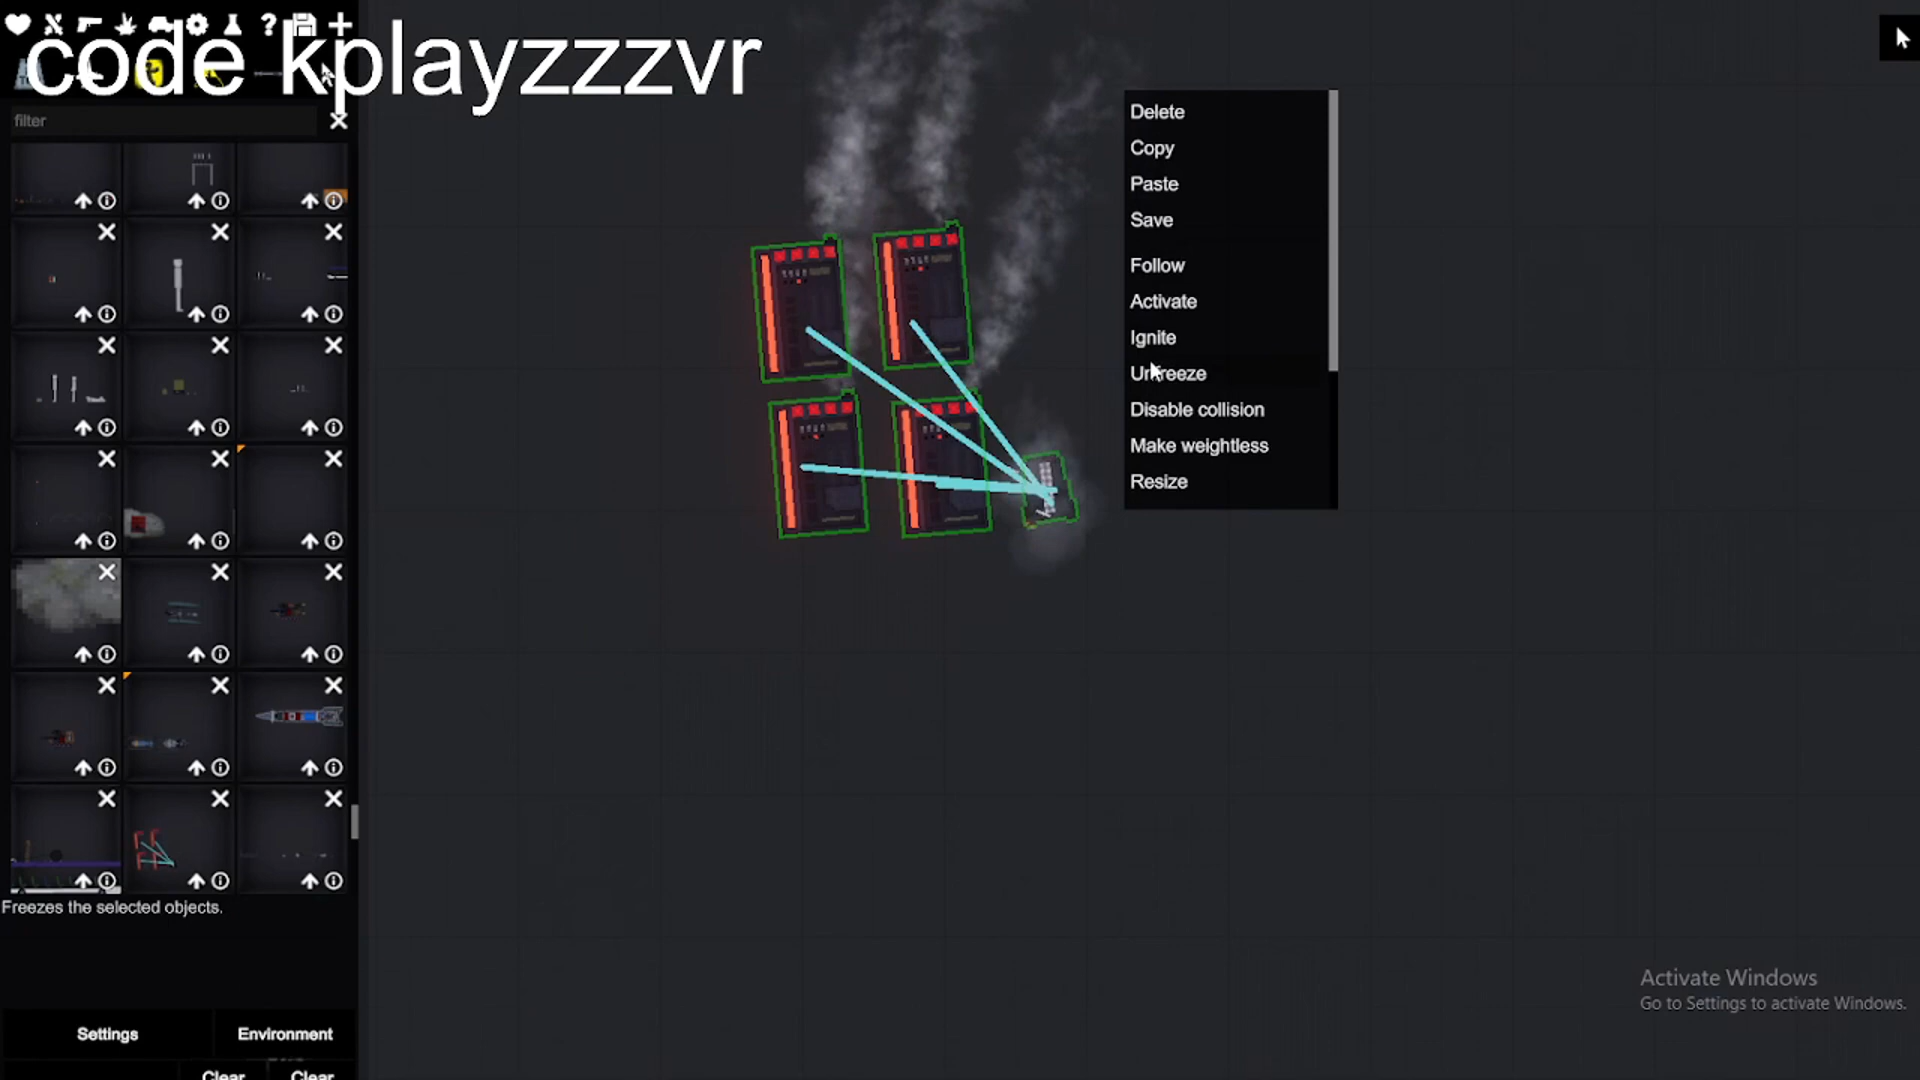 code kplayzzzvr
filter
Delete
Copy
Paste
Save
Follow
Activate
Ignite
Unfreeze
Disable collision
Make weightless
Resize
Freezes the selected objects.
Settings
Environment
Clear
Clear
Activate Windows
Go to Settings to activate Windows.